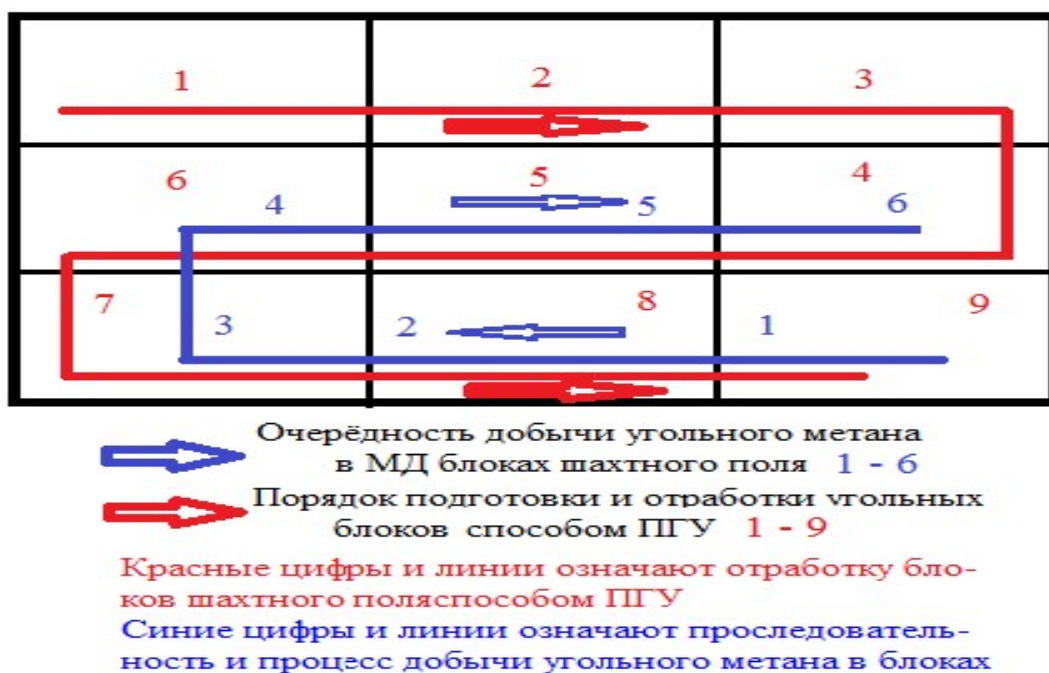 1 2 3
6 5 4
4 5 6
7 8 9
3 2 1
Очерёдность добычи угольного метана
в МД блоках шахтного поля 1 - 6
Порядок подготовки и отработки угольных
блоков способом ПГУ 1 - 9
Красные цифры и линии означают отработку бло-
ков шахтного поляспособом ПГУ
Синие цифры и линии означают проследователь-
ность и процесс добычи угольного метана в блоках